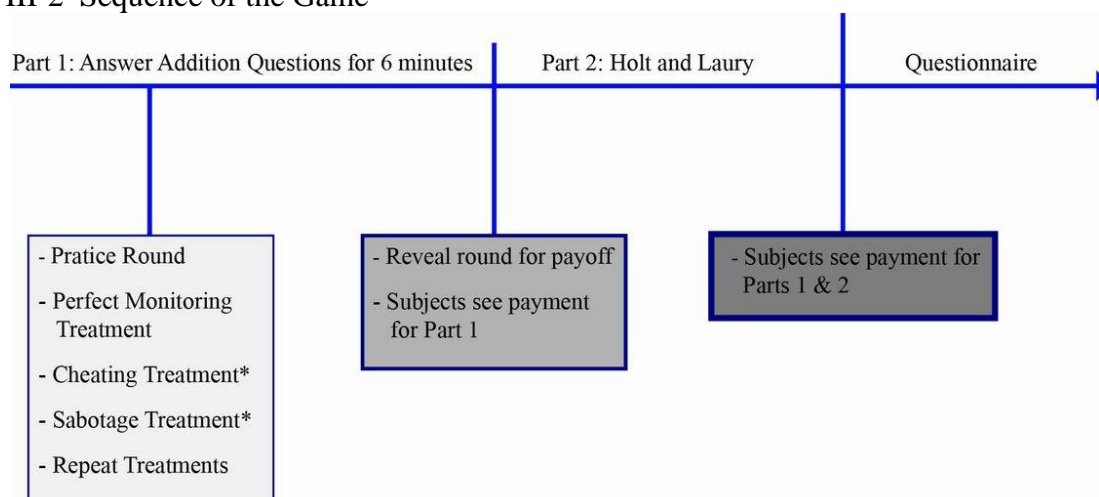 III 2 Sequence of the Game
Part 1: Answer Addition Questions for 6 minutes
Part 2: Holt and Laury
Questionnaire
- Pratice Round
- Perfect Monitoring
Treatment
- Cheating Treatment*
- Sabotage Treatment*
- Repeat Treatments
- Reveal round for payoff
- Subjects see payment
for Part 1
- Subjects see payment for
Parts 1 & 2